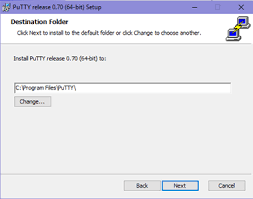 PuTTY release 0.70 (64-bit) Setup
Destination Folder
Click Next to install to the default folder or click Change to choose another.
Install PuTTY release 0.70 (64-bit) to:
C:\Program Files\PuTTY\
Change...
Back Next Cancel